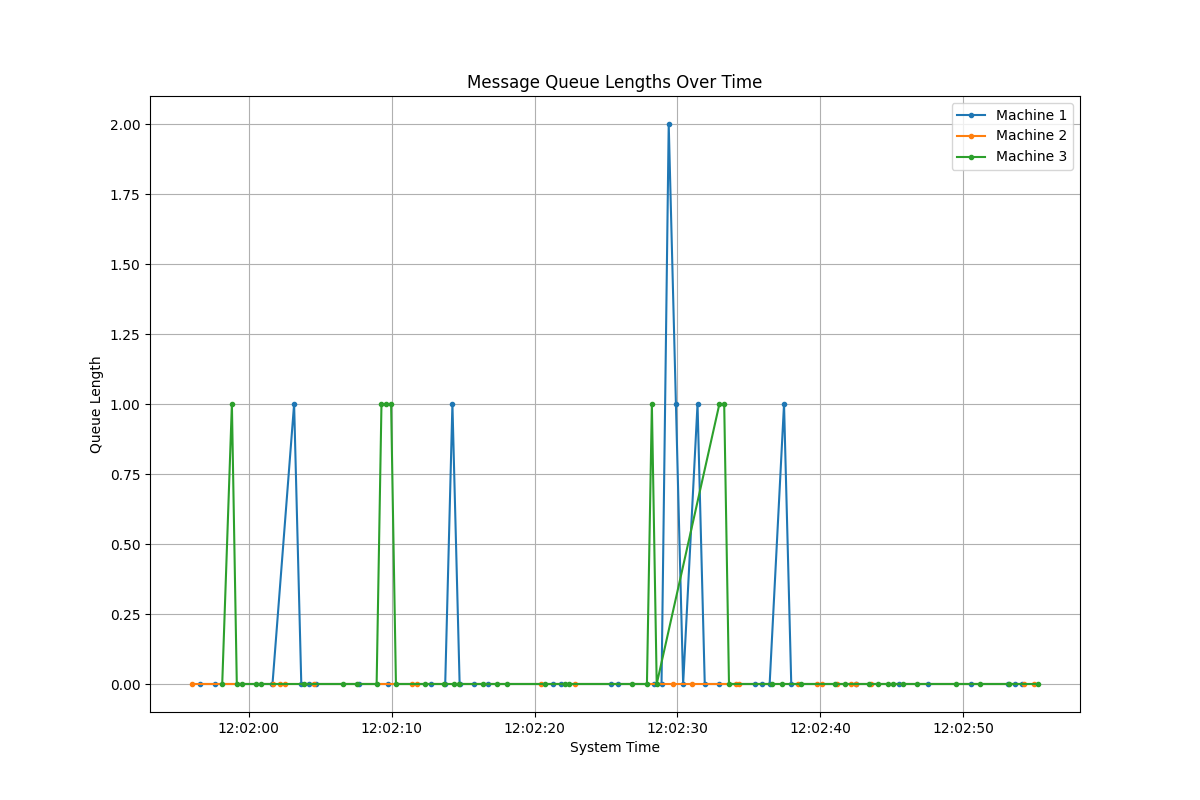 Message Queue Lengths Over Time
Machine 1
Machine 2
Machine 3
2.00
1.75
1.50
1.25
1.00
0.75
0.50
0.25
0.00
Queue Length
12:02:00 12:02:10 12:02:20 12:02:30 12:02:40 12:02:50
System Time